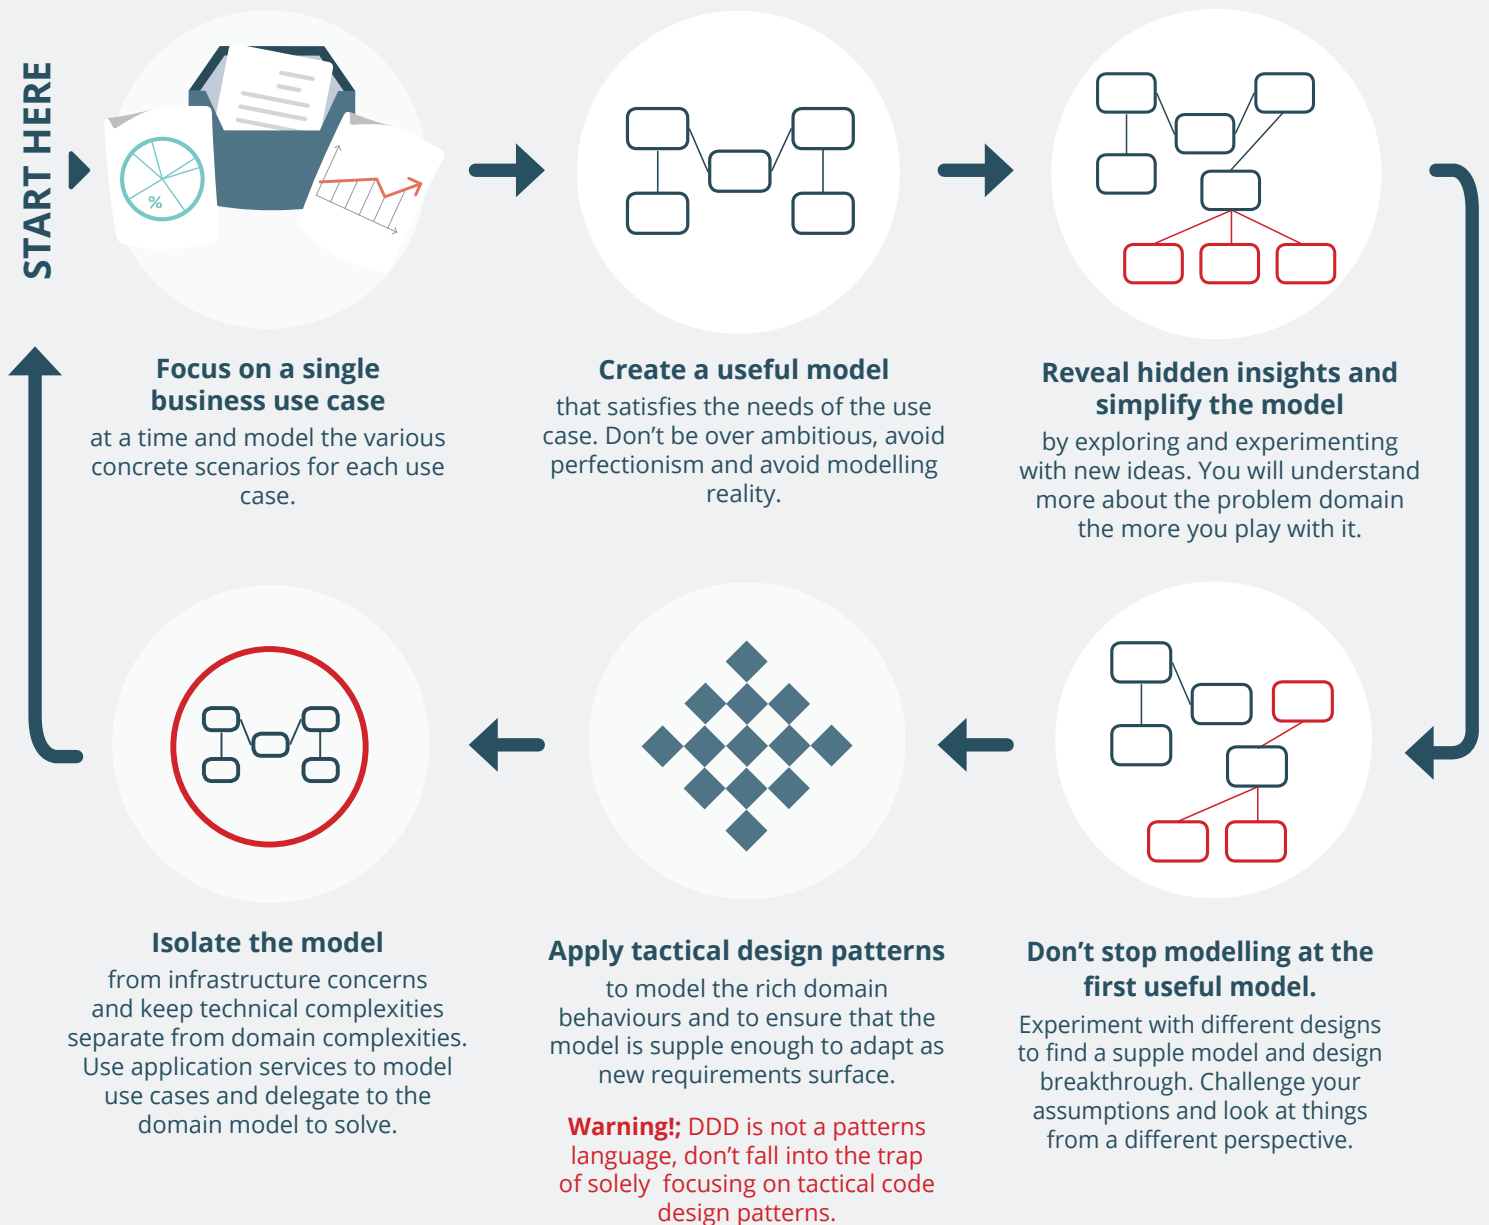 START HERE
%
Focus on a single
business use case
at a time and model the various
concrete scenarios for each use
case.
Create a useful model
that satisfies the needs of the use
case. Don't be over ambitious, avoid
perfectionism and avoid modelling
reality.
Reveal hidden insights and
simplify the model
by exploring and experimenting
with new ideas. You will understand
more about the problem domain
the more you play with it.
Don't stop modelling at the
first useful model.
Experiment with different designs
to find a supple model and design
breakthrough. Challenge your
assumptions and look at things
from a different perspective.
Apply tactical design patterns
to model the rich domain
behaviours and to ensure that the
model is supple enough to adapt as
new requirements surface.
Warning!; DDD is not a patterns
language, don't fall into the trap
of solely  focusing on tactical code
design patterns.
Isolate the model
from infrastructure concerns
and keep technical complexities
separate from domain complexities.
Use application services to model
use cases and delegate to the
domain model to solve.